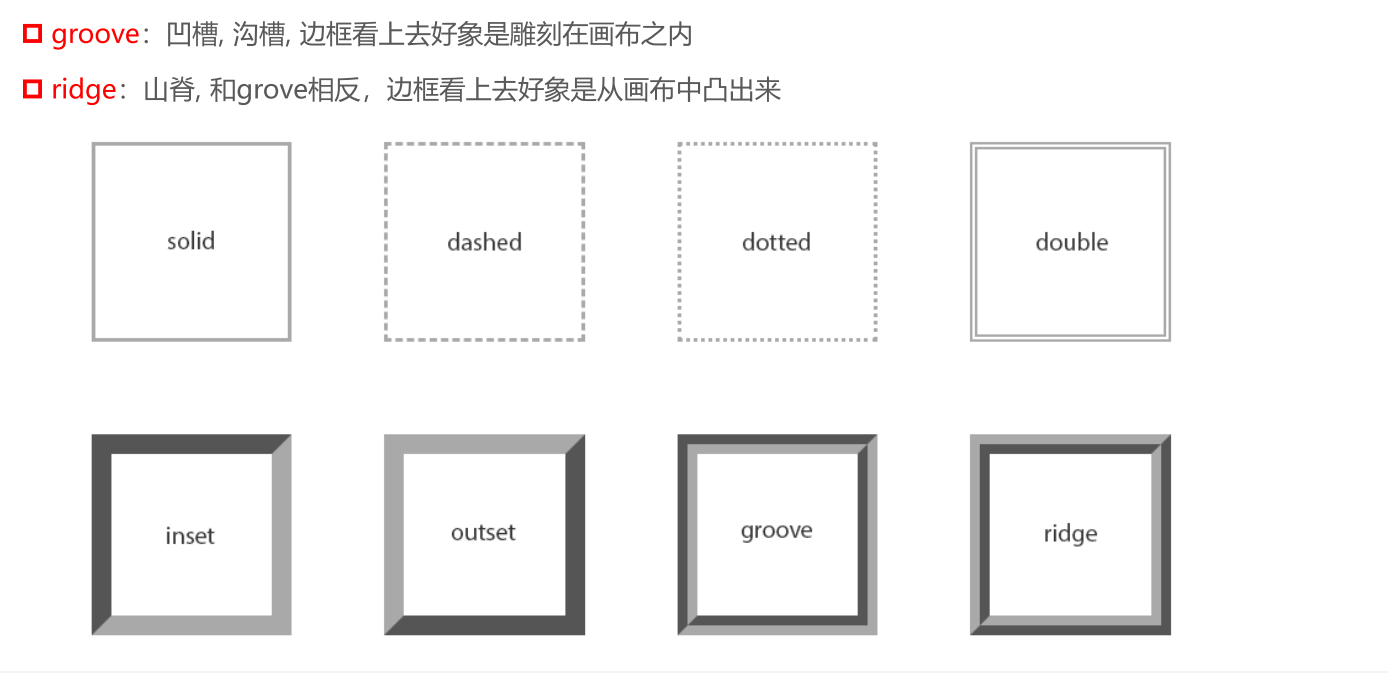 groove：凹槽, 沟槽, 边框看上去好象是雕刻在画布之内
ridge：山脊, 和grove相反，边框看上去好象是从画布中凸出来
solid dashed dotted double
inset outset groove ridge